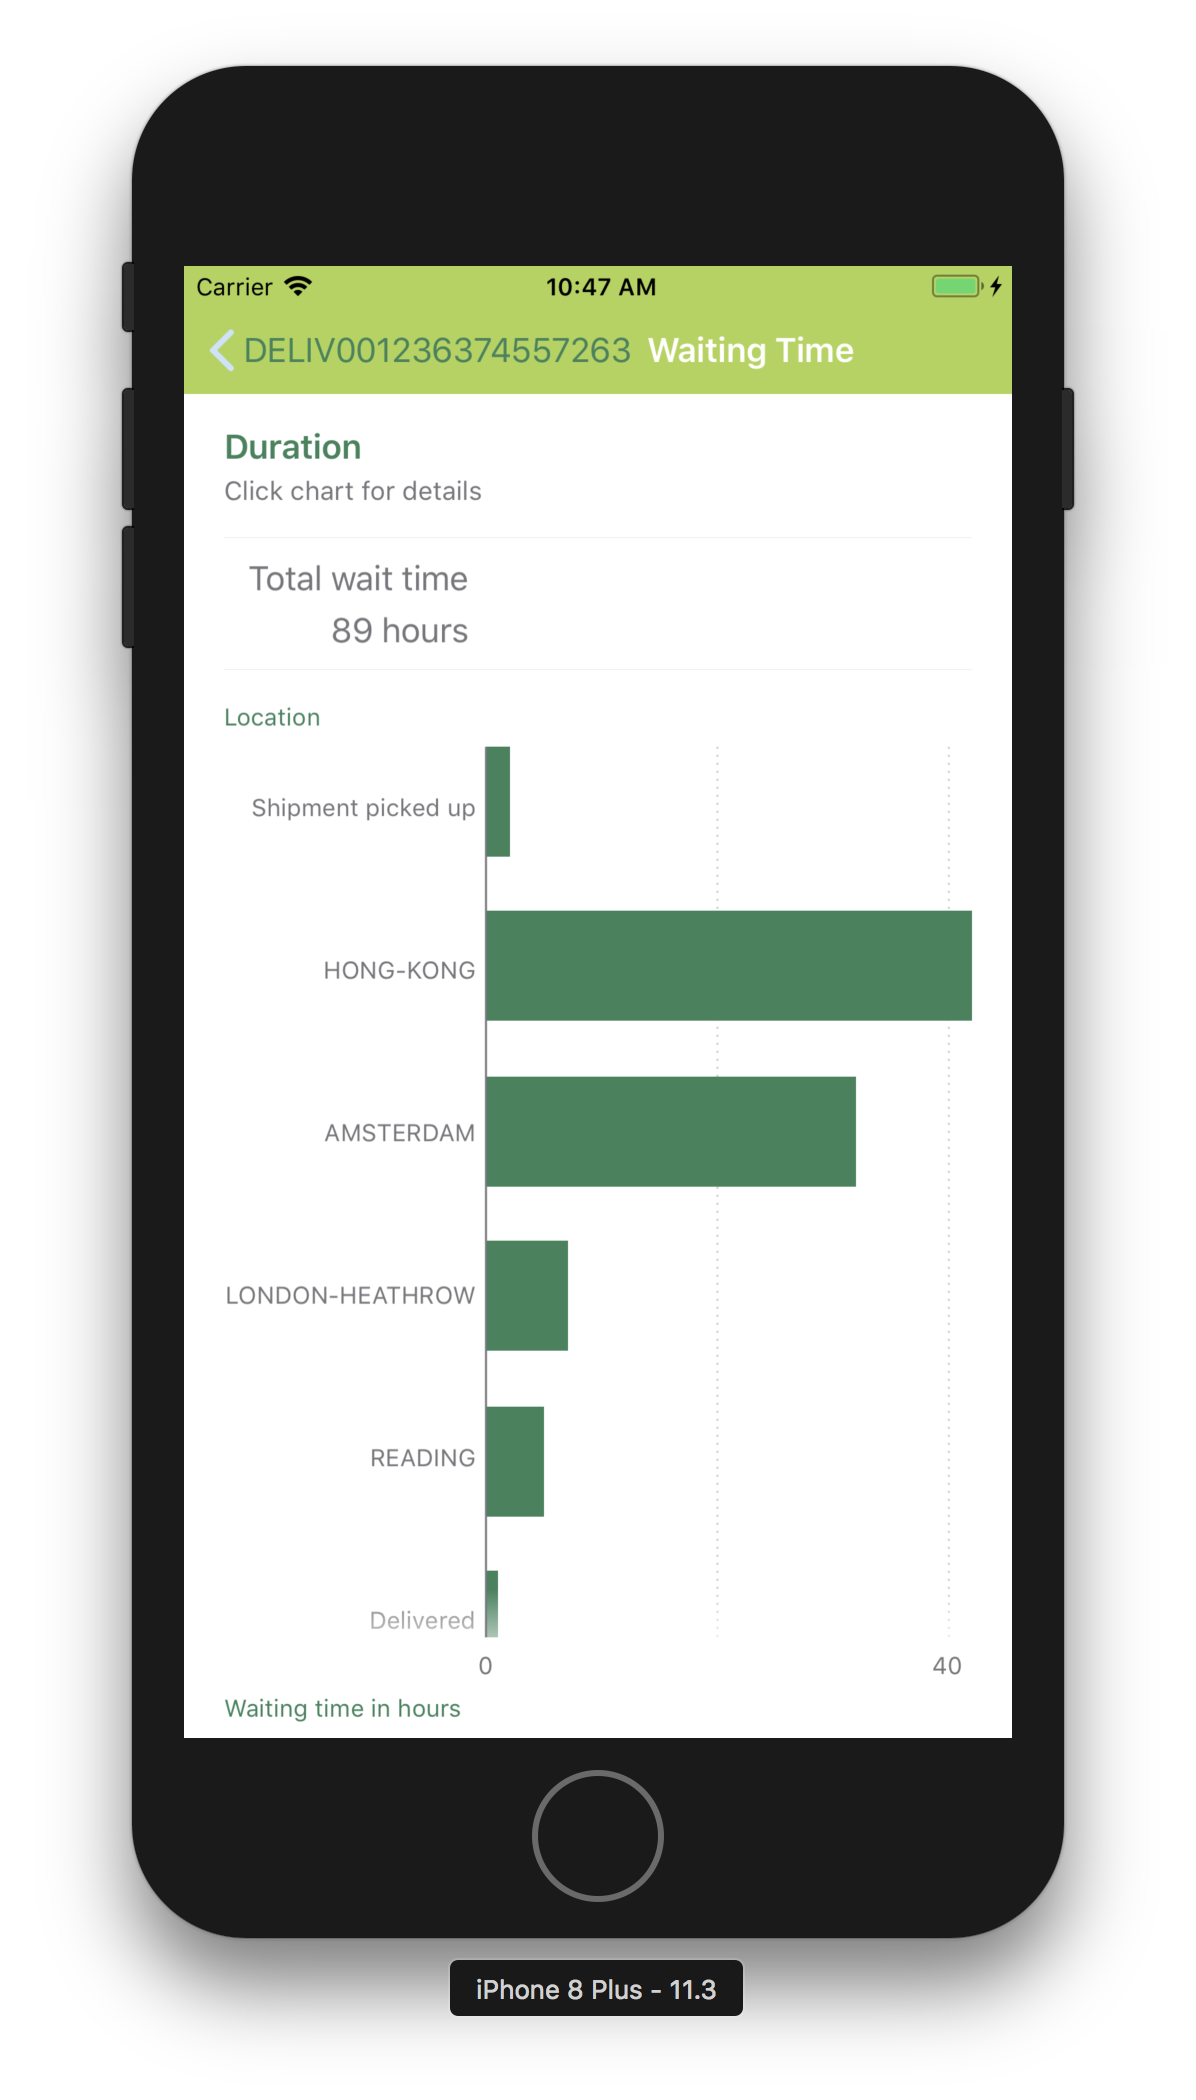 Carrier 10:47 AM
DELIV001236374557263 Waiting Time
Duration
Click chart for details
Total wait time
89 hours
Location
Shipment picked up
HONG-KONG
AMSTERDAM
LONDON-HEATHROW
READING
Delivered
0 40
Waiting time in hours
iPhone 8 Plus - 11.3